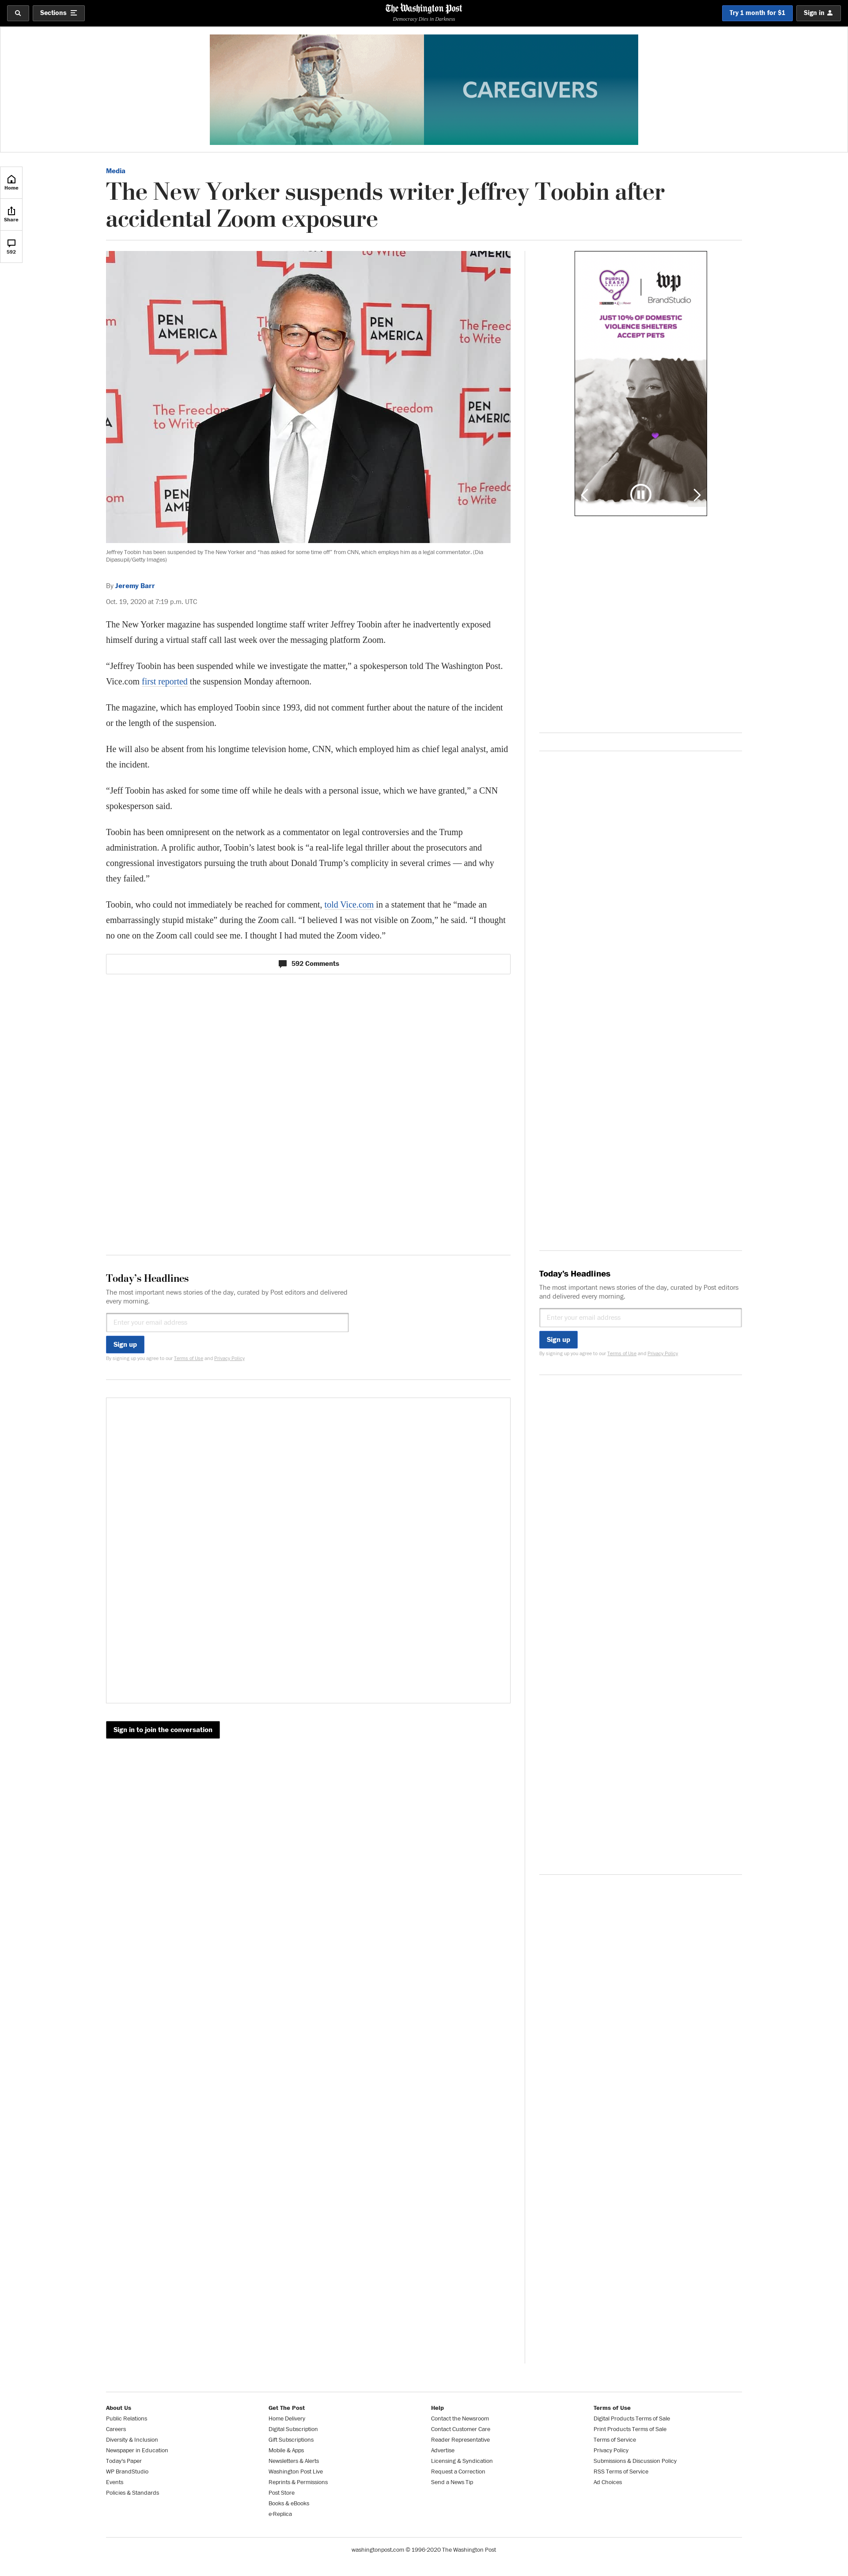 Sections
The Washington Post
Democracy Dies in Darkness
Try 1 month for $1
Sign in
CAREGIVERS
Home
Share
592
Media
The New Yorker suspends writer Jeffrey Toobin after
accidental Zoom exposure
to Write
PEN
AMERICA
The Freedom
to Write
Jeffrey Toobin has been suspended by The New Yorker and “has asked for some time off” from CNN, which employs him as a legal commentator. (Dia
Dipasupil/Getty Images)
By Jeremy Barr
Oct. 19, 2020 at 7:19 p.m. UTC
The New Yorker magazine has suspended longtime staff writer Jeffrey Toobin after he inadvertently exposed
himself during a virtual staff call last week over the messaging platform Zoom.
“Jeffrey Toobin has been suspended while we investigate the matter,” a spokesperson told The Washington Post.
Vice.com first reported the suspension Monday afternoon.
The magazine, which has employed Toobin since 1993, did not comment further about the nature of the incident
or the length of the suspension.
He will also be absent from his longtime television home, CNN, which employed him as chief legal analyst, amid
the incident.
“Jeff Toobin has asked for some time off while he deals with a personal issue, which we have granted,” a CNN
spokesperson said.
Toobin has been omnipresent on the network as a commentator on legal controversies and the Trump
administration. A prolific author, Toobin’s latest book is “a real-life legal thriller about the prosecutors and
congressional investigators pursuing the truth about Donald Trump’s complicity in several crimes — and why
they failed.”
Toobin, who could not immediately be reached for comment, told Vice.com in a statement that he “made an
embarrassingly stupid mistake” during the Zoom call. “I believed I was not visible on Zoom,” he said. “I thought
no one on the Zoom call could see me. I thought I had muted the Zoom video.”
592 Comments
PURPLE
LEASH
wp
BrandStudio
JUST 10% OF DOMESTIC
VIOLENCE SHELTERS
ACCEPT PETS
Today’s Headlines
The most important news stories of the day, curated by Post editors and delivered
every morning.
Enter your email address
Sign up
By signing up you agree to our Terms of Use and Privacy Policy
Today’s Headlines
The most important news stories of the day, curated by Post editors
and delivered every morning.
Enter your email address
Sign up
By signing up you agree to our Terms of Use and Privacy Policy
Sign in to join the conversation
About Us
Public Relations
Careers
Diversity & Inclusion
Newspaper in Education
Today's Paper
WP BrandStudio
Events
Policies & Standards
Get The Post
Home Delivery
Digital Subscription
Gift Subscriptions
Mobile & Apps
Newsletters & Alerts
Washington Post Live
Reprints & Permissions
Post Store
Books & eBooks
e-Replica
Help
Contact the Newsroom
Contact Customer Care
Reader Representative
Advertise
Licensing & Syndication
Request a Correction
Send a News Tip
Terms of Use
Digital Products Terms of Sale
Print Products Terms of Sale
Terms of Service
Privacy Policy
Submissions & Discussion Policy
RSS Terms of Service
Ad Choices
washingtonpost.com © 1996-2020 The Washington Post